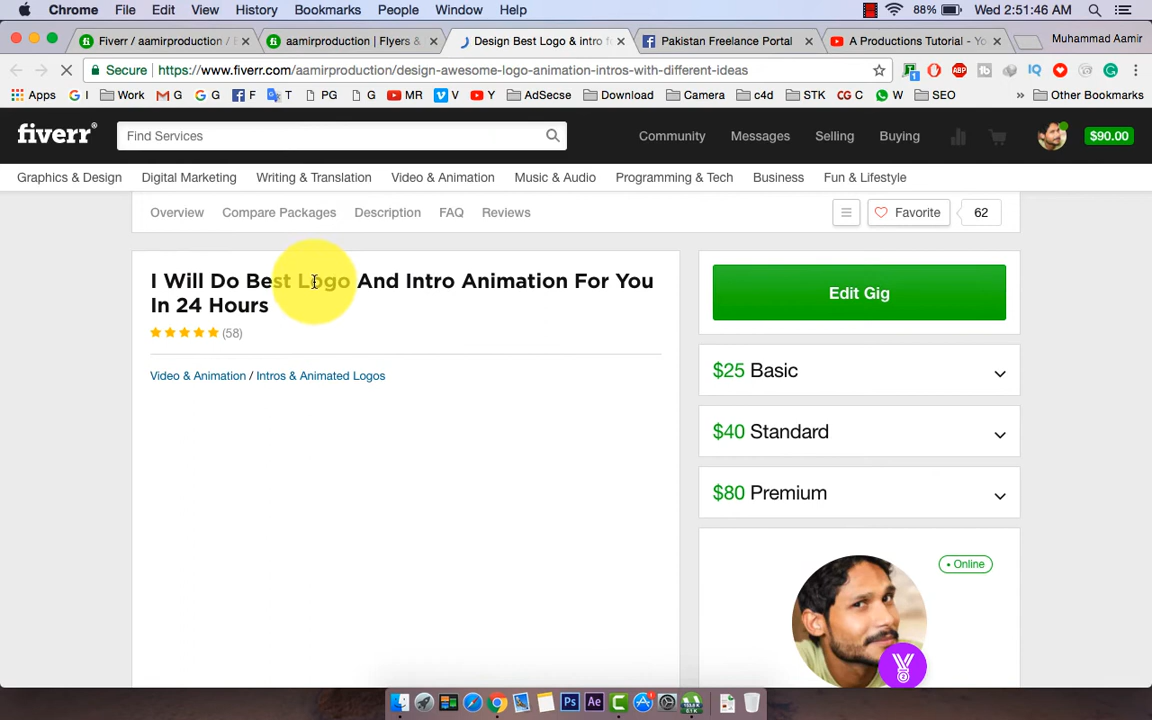 Chrome File Edit View History Bookmarks People Window Help 88% Wed 2:51:46 AM
Fiverr / aamirproduction / E aamirproduction | Flyers & Design Best Logo & intro f Pakistan Freelance Portal A Productions Tutorial - Yo Muhammad Aamir
Secure https://www.fiverr.com/aamirproduction/design-awesome-logo-animation-intros-with-different-ideas
Apps G I Work G G F T PG G MR V Y AdSecse Download Camera c4d STK CG C W SEO » Other Bookmarks
fiverr® Find Services Community Messages Selling Buying $90.00
Graphics & Design Digital Marketing Writing & Translation Video & Animation Music & Audio Programming & Tech Business Fun & Lifestyle
Overview Compare Packages Description FAQ Reviews Favorite 62
I Will Do Best Logo And Intro Animation For You
In 24 Hours
(58)
Video & Animation / Intros & Animated Logos
Edit Gig
$25 Basic
$40 Standard
$80 Premium
• Online
Ps Ae